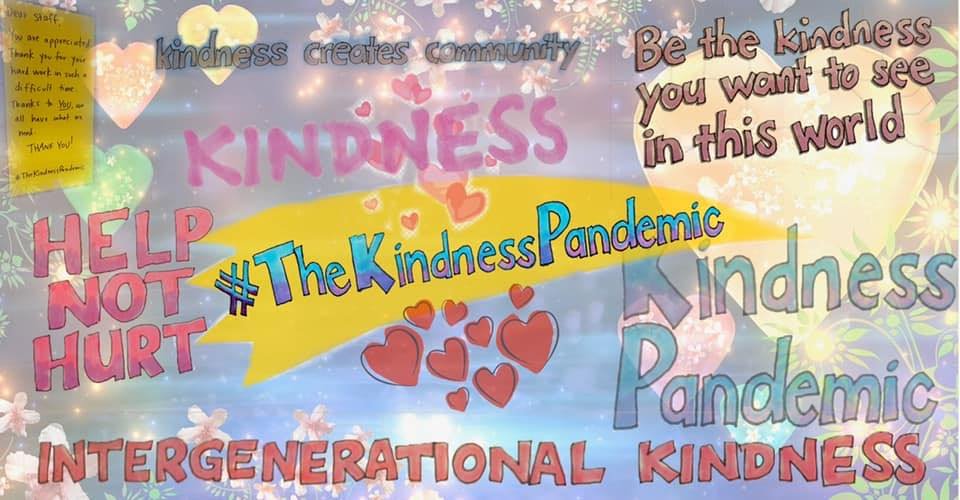 Dear Staff,
You are appreciated
Thank you for your
hard work in such a
difficult time.
Thanks to You, we
all have what we
need.
THANK YOU!
#TheKindnessPandemic
kindness creates community
Be the kindness
you want to see
in this world
KINDNESS
#TheKindnessPandemic
HELP
NOT
HURT
Kindness
Pandemic
INTERGENERATIONAL KINDNESS